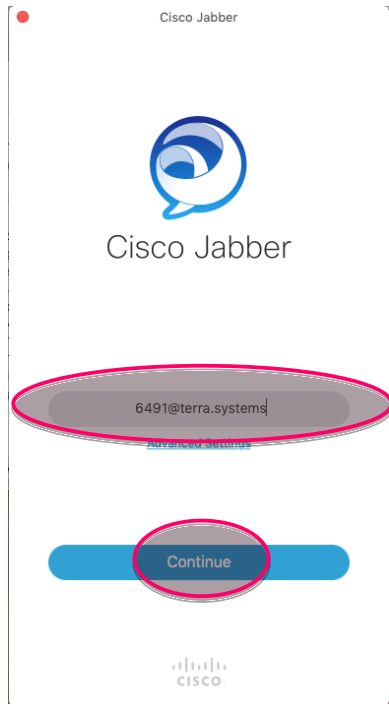 Cisco Jabber
Cisco Jabber
6491@terra.systems
Advanced Settings
Continue
CISCO